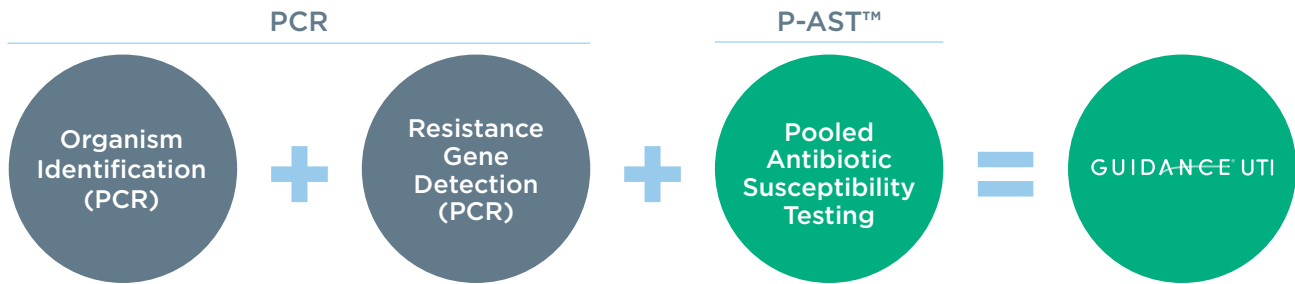 PCR
P-AST™
Organism
Identification
(PCR)
+
Resistance
Gene
Detection
(PCR)
+
Pooled
Antibiotic
Susceptibility
Testing
=
GUIDANCE® UTI